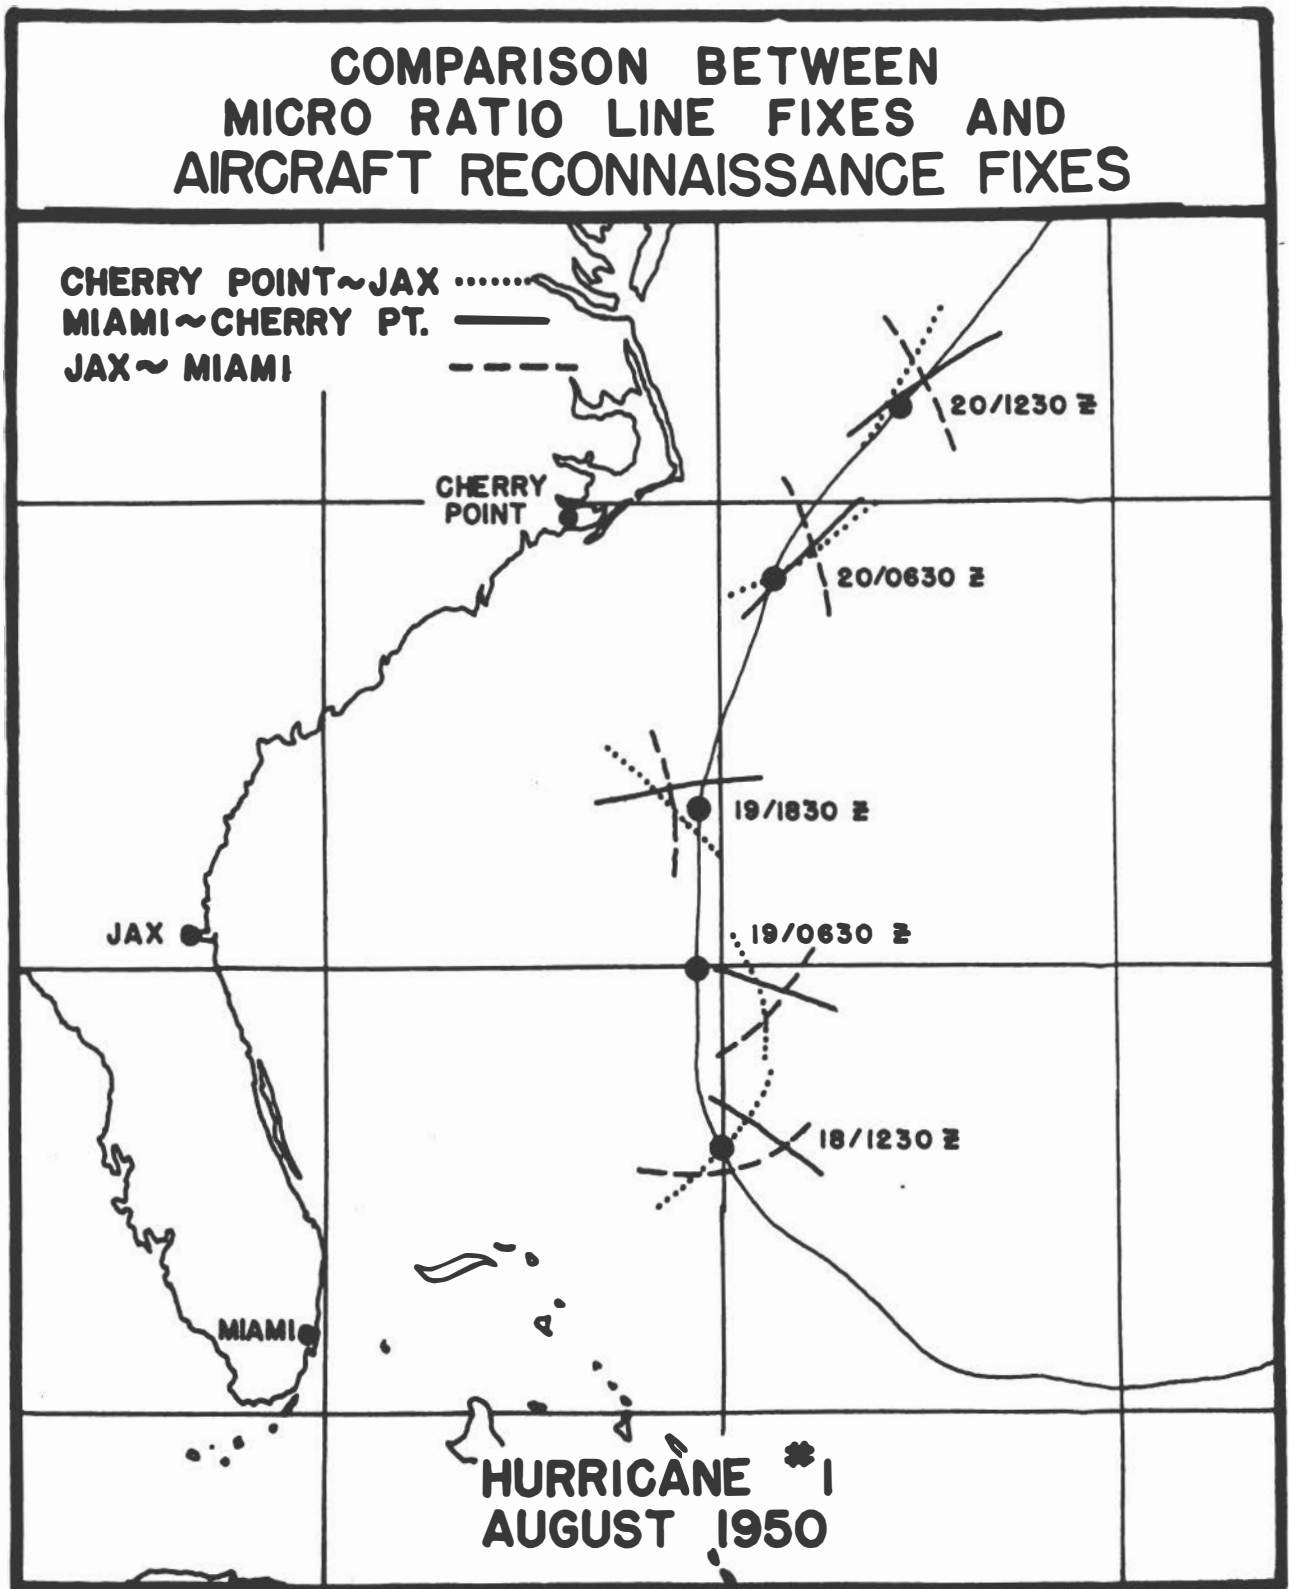 COMPARISON BETWEEN
MICRO RATIO LINE FIXES AND
AIRCRAFT RECONNAISSANCE FIXES
CHERRY POINT~JAX
MIAMI~CHERRY PT.
JAX~ MIAMI
20/1230 Z
CHERRY
POINT
20/0630 Z
19/1830 Z
JAX
19/0630 Z
18/1230 Z
MIAMI
HURRICANE #1
AUGUST 1950